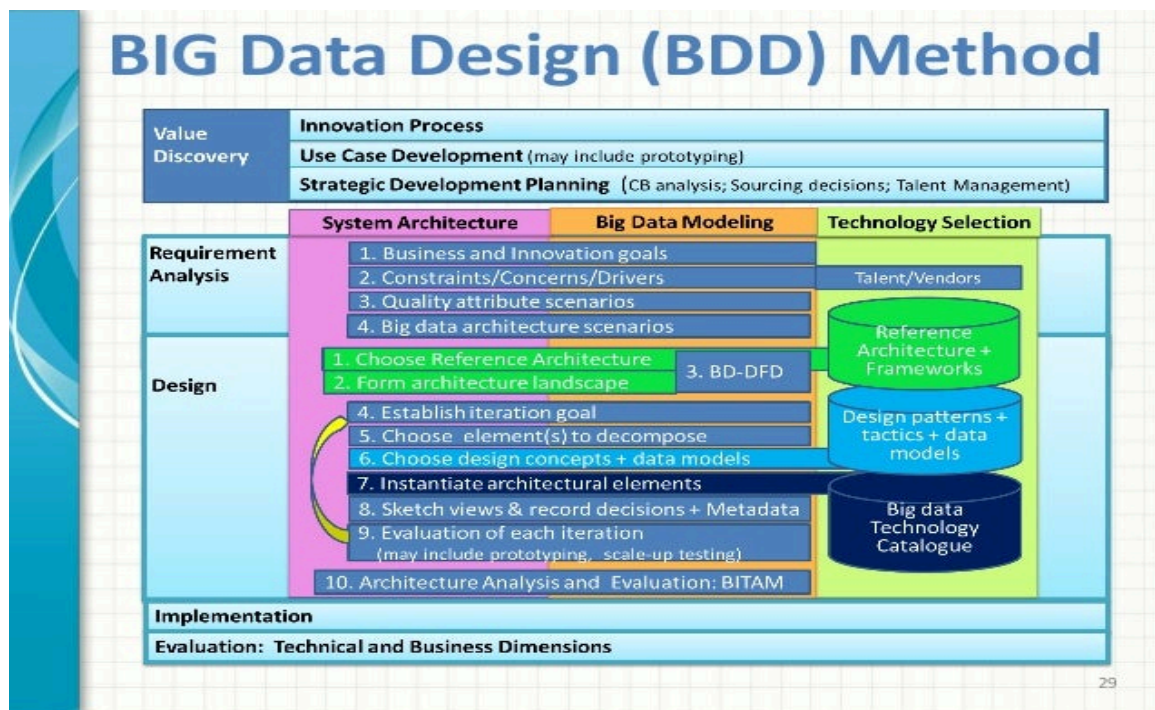 BIG Data Design (BDD) Method
Value
Discovery
Innovation Process
Use Case Development (may include prototyping)
Strategic Development Planning (CB analysis; Sourcing decisions; Talent Management)
System Architecture
Big Data Modeling
Technology Selection
Requirement
Analysis
1. Business and Innovation goals
2. Constraints/Concerns/Drivers
3. Quality attribute scenarios
4. Big data architecture scenarios
Talent/Vendors
Design
1. Choose Reference Architecture
2. Form architecture landscape
3. BD-DFD
4. Establish iteration goal
5. Choose element(s) to decompose
6. Choose design concepts + data models
7. Instantiate architectural elements
8. Sketch views & record decisions + Metadata
9. Evaluation of each iteration
(may include prototyping, scale-up testing)
10. Architecture Analysis and Evaluation: BITAM
Reference
Architecture +
Frameworks
Design patterns +
tactics + data
models
Big data
Technology
Catalogue
Implementation
Evaluation: Technical and Business Dimensions
29